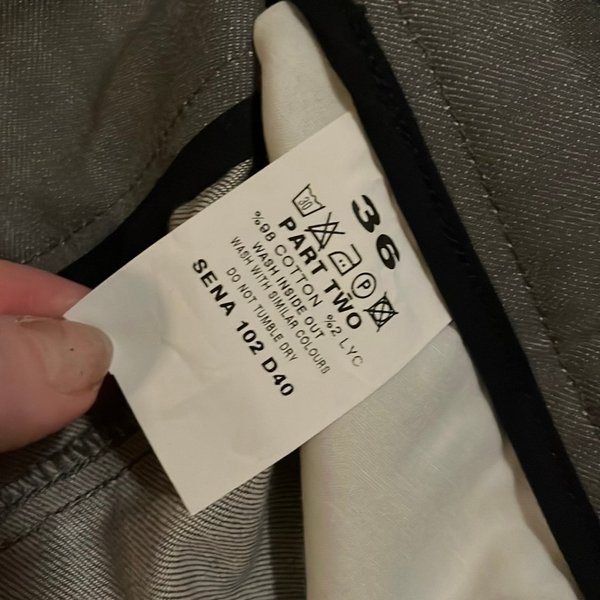 36
30 P
PART TWO
%98 COTTON %2 LYC
WASH INSIDE OUT
WASH WITH SIMILAR COLOURS
DO NOT TUMBLE DRY
SENA 102 D40